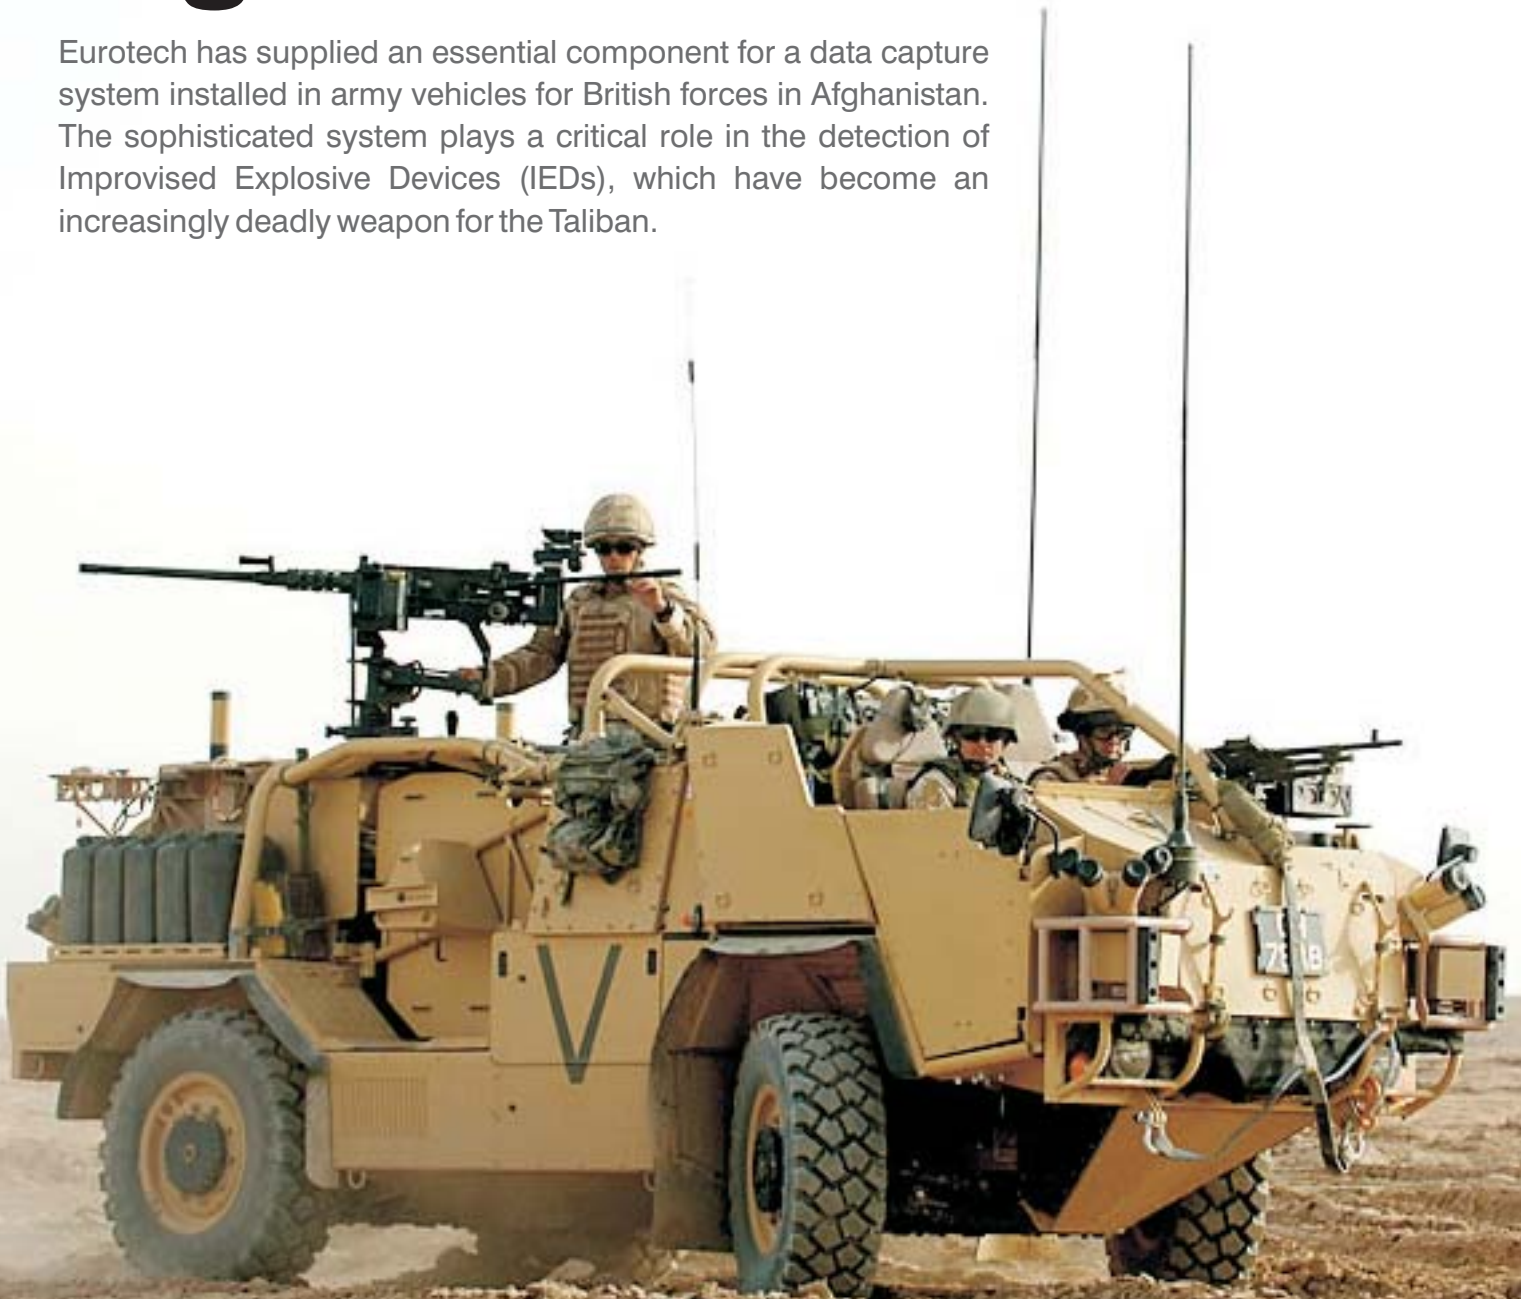 Eurotech has supplied an essential component for a data capture
system installed in army vehicles for British forces in Afghanistan.
The sophisticated system plays a critical role in the detection of
Improvised Explosive Devices (IEDs), which have become an
increasingly deadly weapon for the Taliban.
V